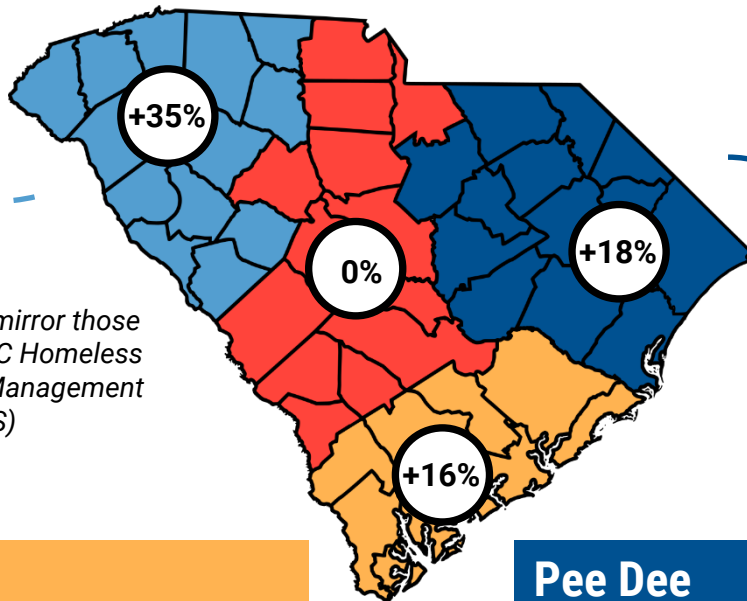 +35%
+18%
0%
mirror those
C Homeless
Management
S)
+16%
Pee Dee